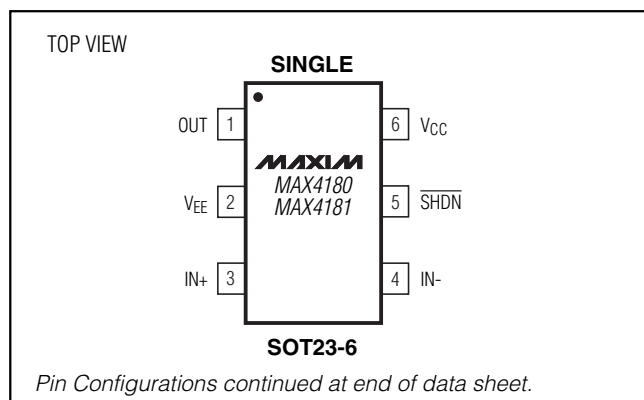 TOP VIEW
SINGLE
OUT 1
6 VCC
MAXIM
MAX4180
MAX4181
VEE 2
5 SHDN
IN+ 3
4 IN-
SOT23-6
Pin Configurations continued at end of data sheet.